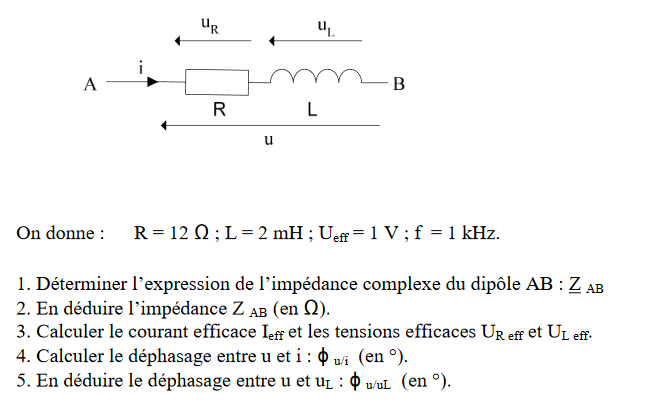 uR uL
i
A B
R L
u
On donne : R = 12 Ω ; L = 2 mH ; Ueff = 1 V ; f = 1 kHz.
1. Déterminer l’expression de l’impédance complexe du dipôle AB : Z AB
2. En déduire l’impédance Z AB (en Ω).
3. Calculer le courant efficace Ieff et les tensions efficaces UR eff et UL eff.
4. Calculer le déphasage entre u et i : ϕ u/i (en °).
5. En déduire le déphasage entre u et uL : ϕ u/uL (en °).